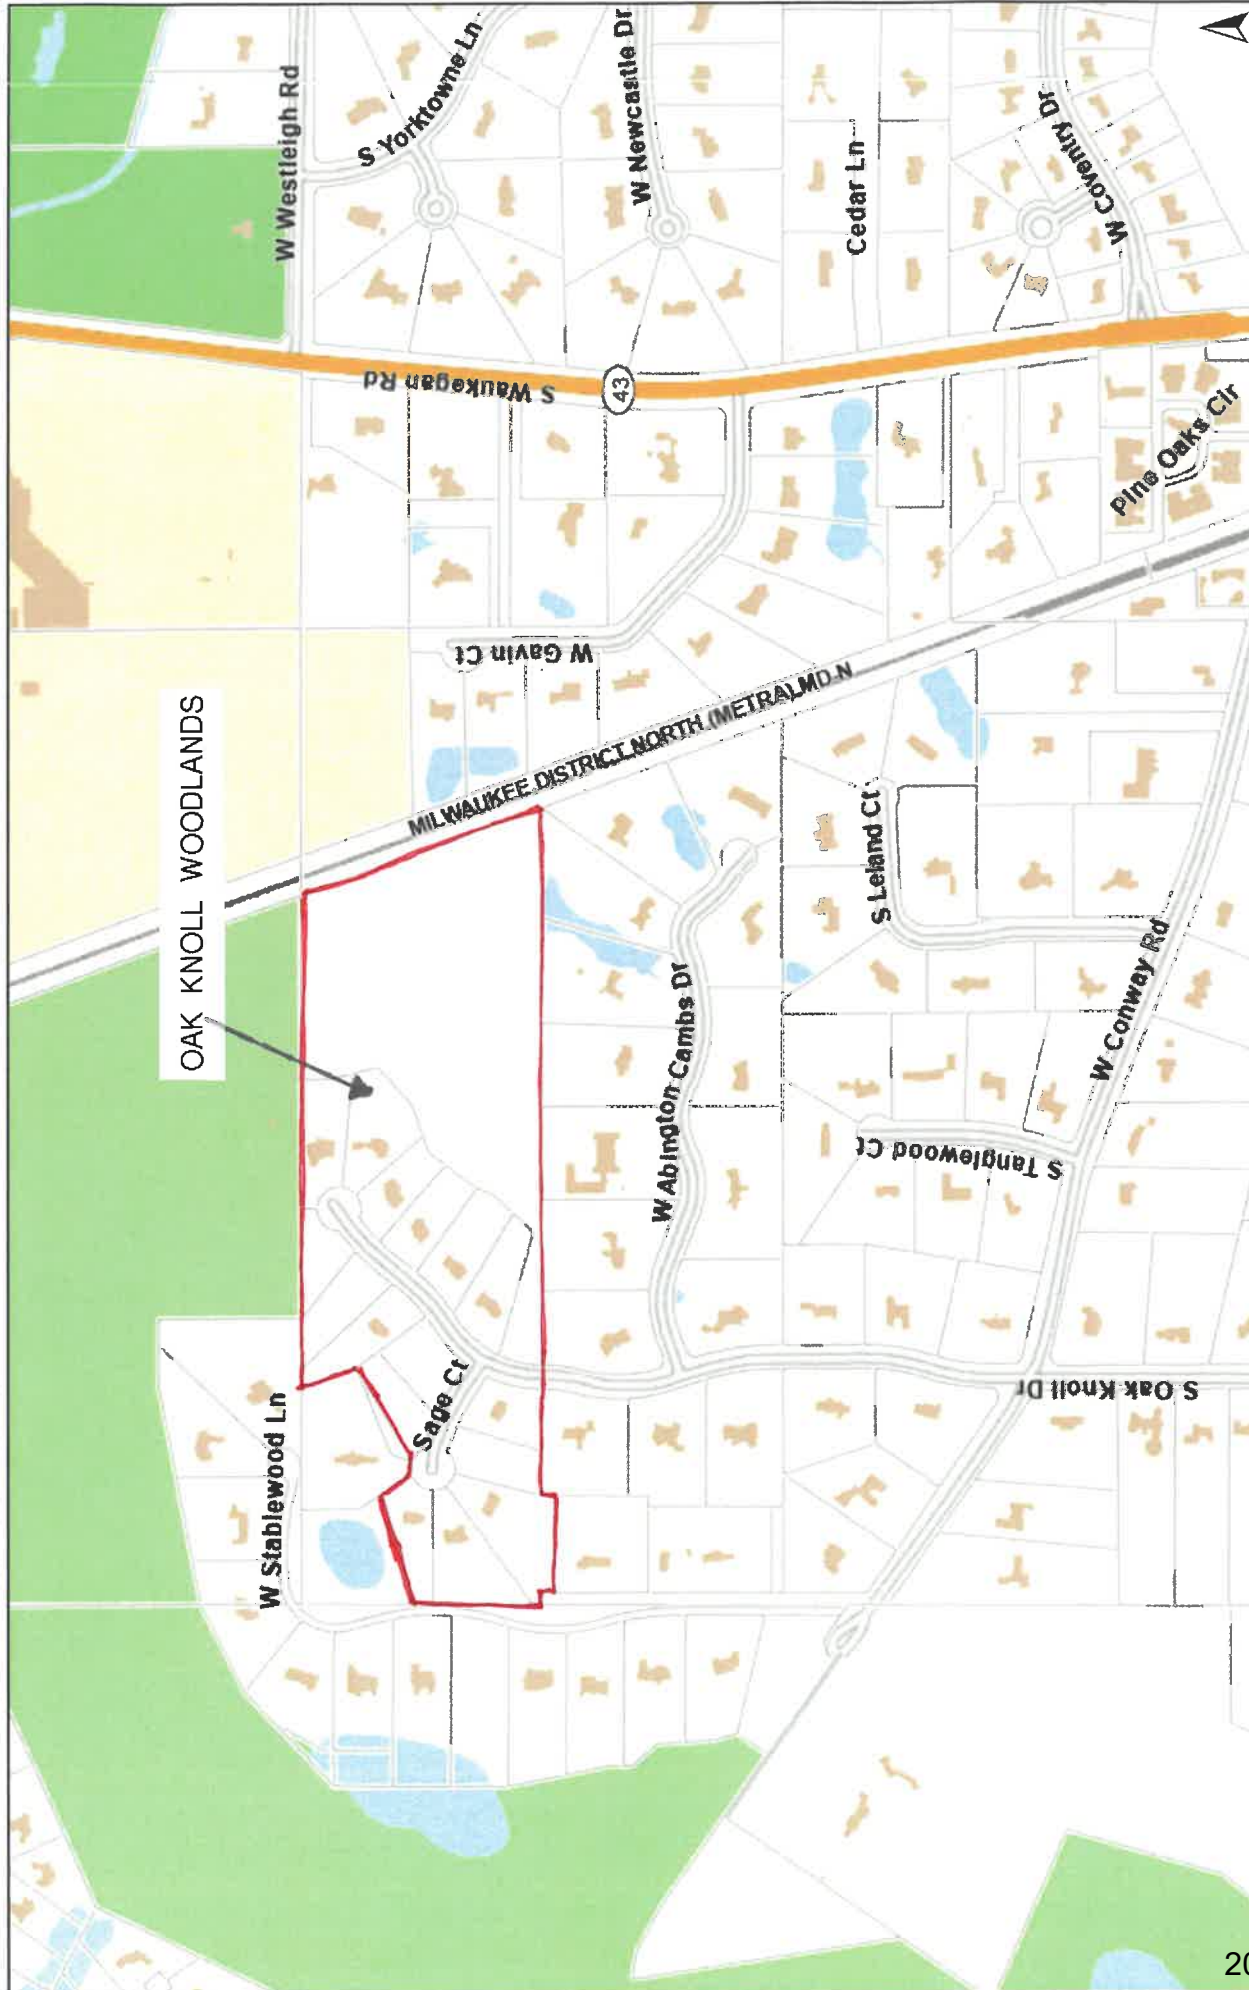 OAK KNOLL WOODLANDS
W Westleigh Rd
S Yorktowne Ln
W Newcastle Dr
Cedar Ln
W Coventry Dr
S Waukegan Rd
43
Pine Oaks Cir
W Gavin Ct
MILWAUKEE DISTRICT NORTH (METRA) MD-N
S Leland Ct
W Abington Cambs Dr
W Conway Rd
S Tanglewood Ct
Sage Ct
W Stablewood Ln
S Oak Knoll Dr
20